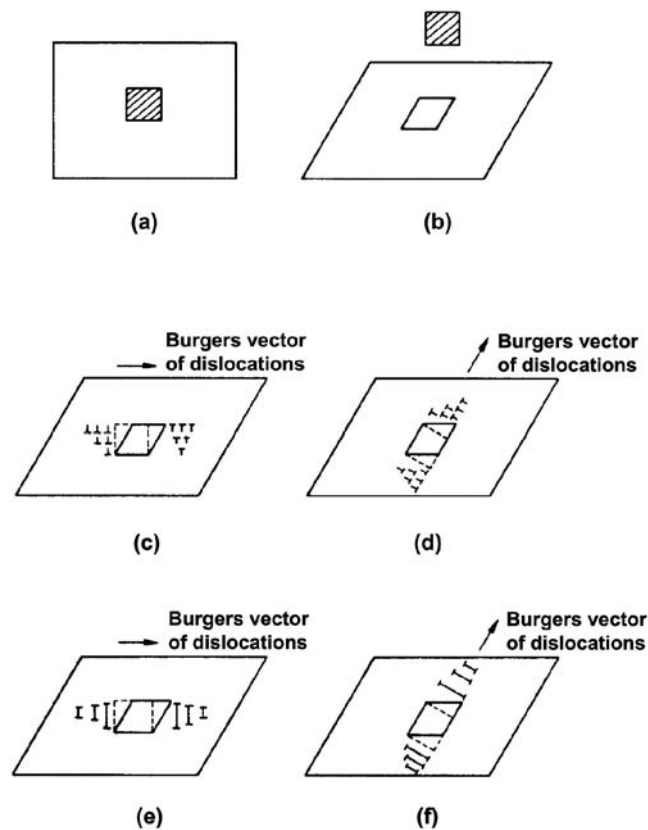 (a)
(b)
Burgers vector
of dislocations
Burgers vector
of dislocations
(c)
(d)
Burgers vector
of dislocations
Burgers vector
of dislocations
(e)
(f)